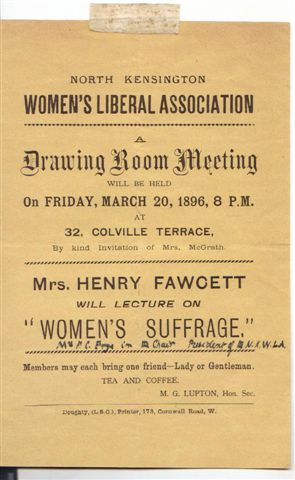 NORTH KENSINGTON
WOMEN'S LIBERAL ASSOCIATION
A
Drawing Room Meeting
WILL BE HELD
On FRIDAY, MARCH 20, 1896, 8 P.M.
AT
32, COLVILLE TERRACE,
By kind Invitation of Mrs. McGrath.
Mrs. HENRY FAWCETT
WILL LECTURE ON
"WOMEN'S SUFFRAGE."
in Chair President of N.K.W.L.A.
Members may each bring one friend—Lady or Gentleman.
TEA AND COFFEE.
M. G. LUPTON, Hon. Sec.
Doughty, (L.S.C.), Printer, 173, Cornwall Road, W.